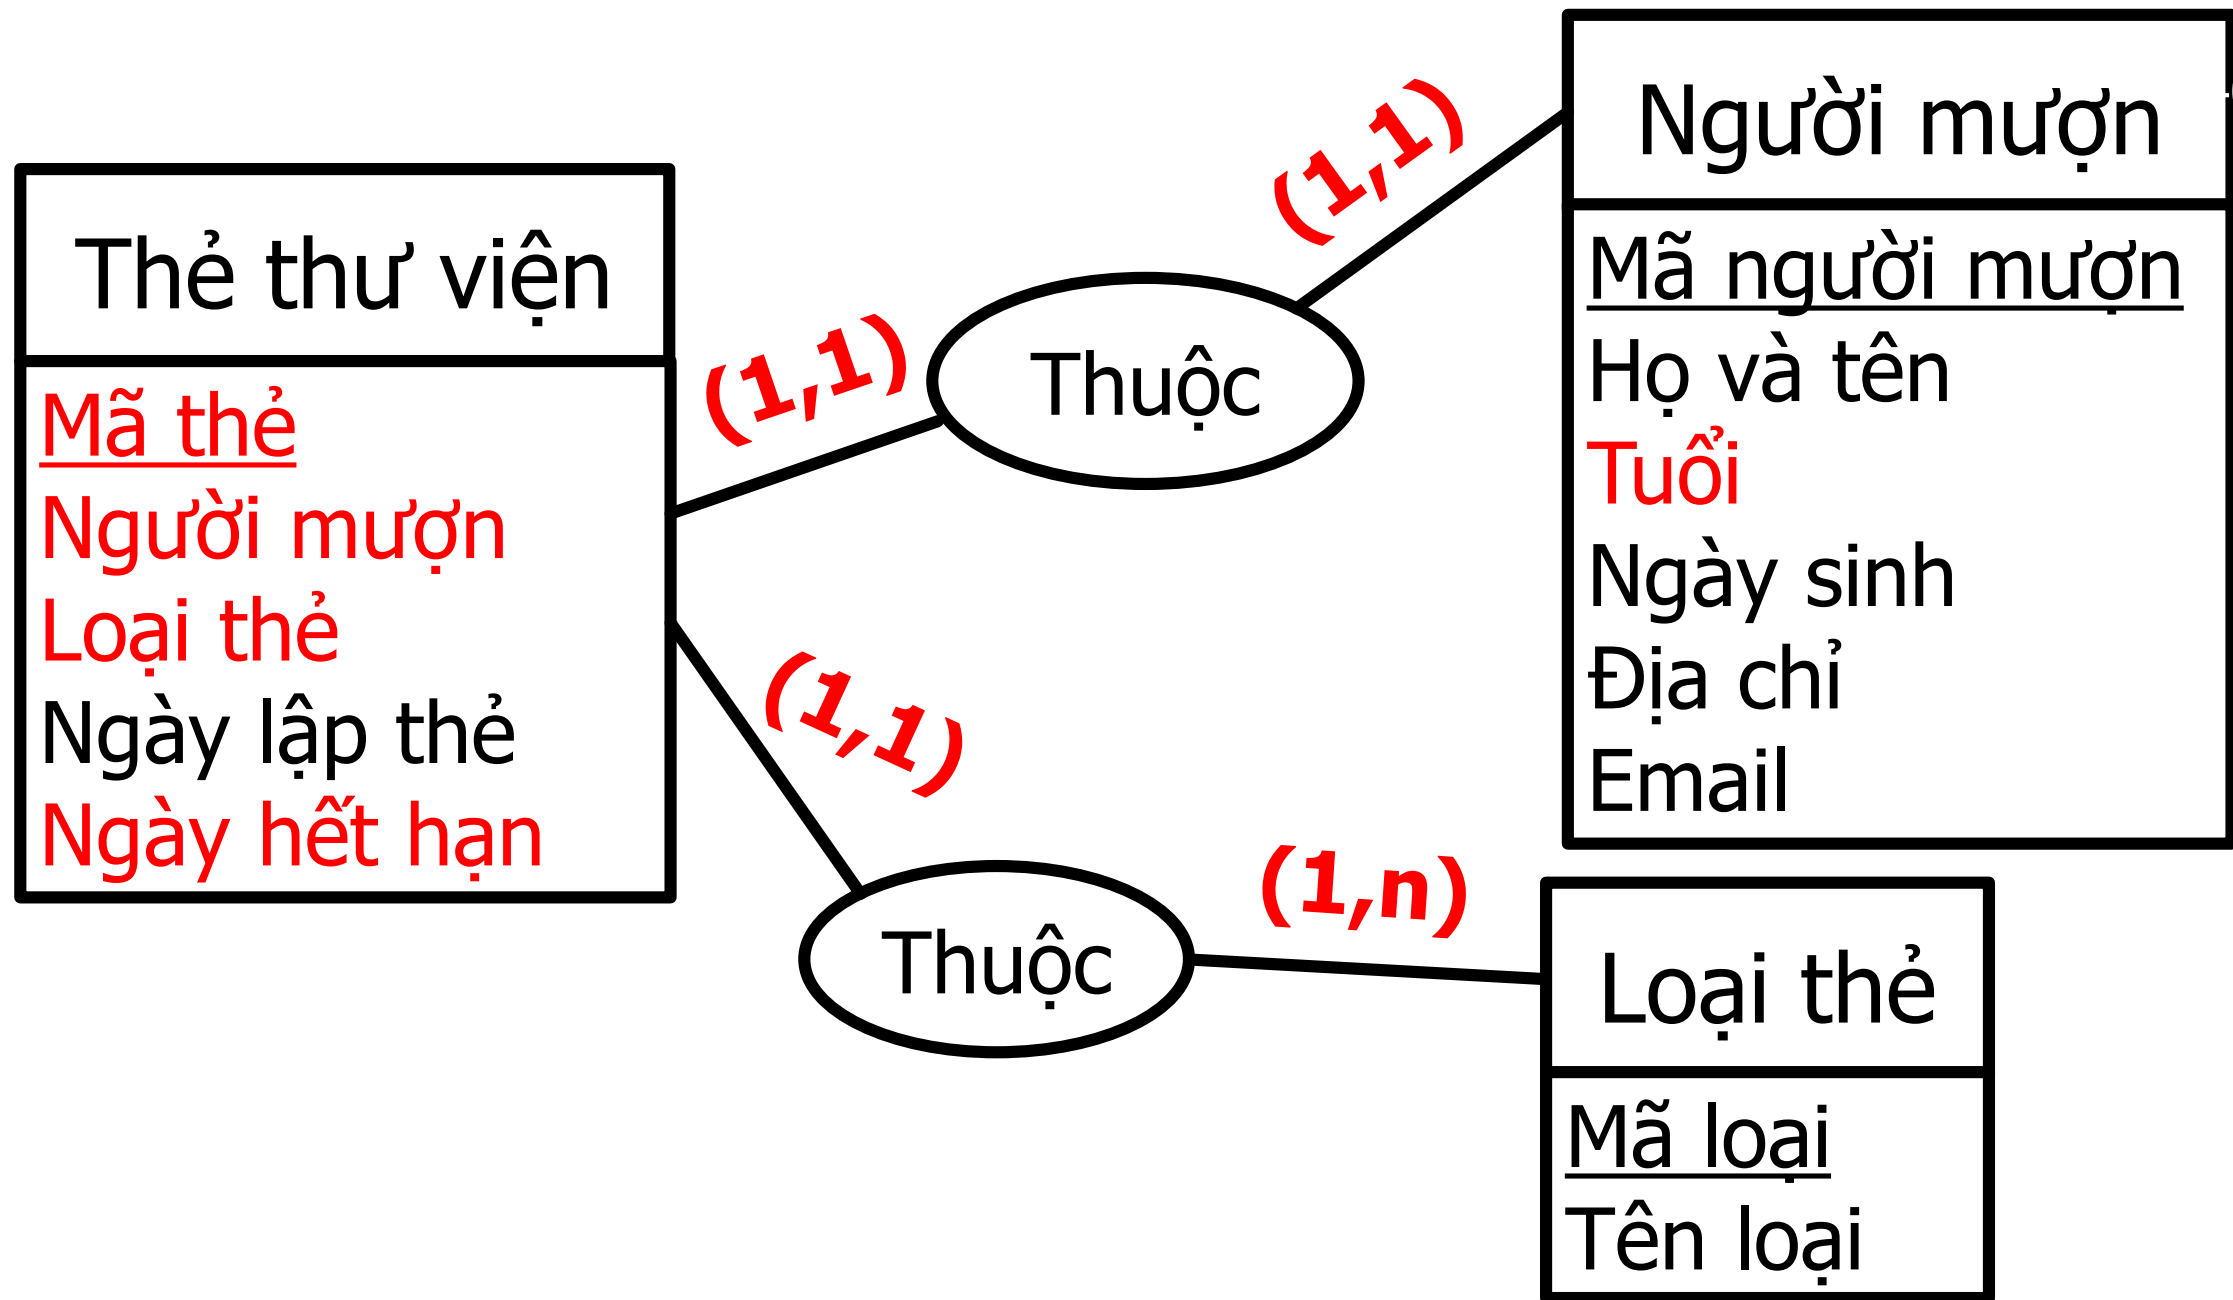 Thẻ thư viện
Mã thẻ
Người mượn
Loại thẻ
Ngày lập thẻ
Ngày hết hạn
(1,1)
Thuộc
(1,1)
Người mượn
Mã người mượn
Họ và tên
Tuổi
Ngày sinh
Địa chỉ
Email
(1,1)
Thuộc
(1,n)
Loại thẻ
Mã loại
Tên loại